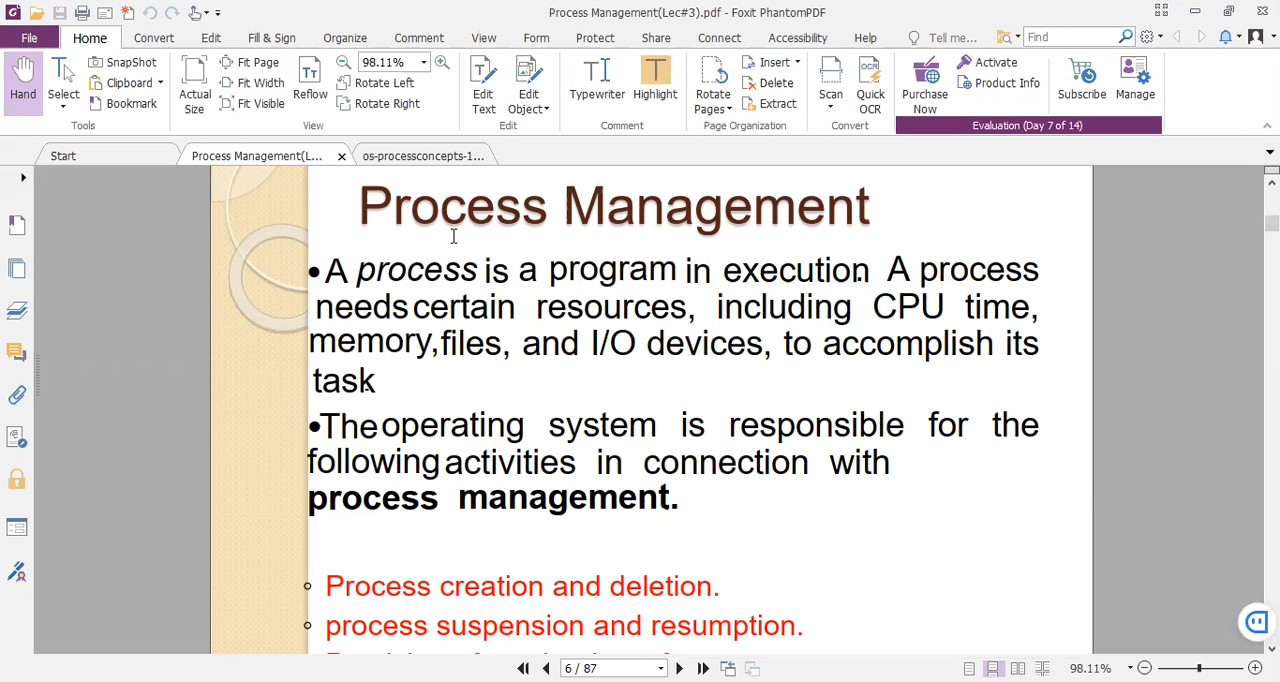 Process Management(Lec#3).pdf - Foxit PhantomPDF
File Home Convert Edit Fill & Sign Organize Comment View Form Protect Share Connect Accessibility Help Tell me... Find
Hand
Select
SnapShot
Clipboard
Bookmark
Tools
Actual Size
Fit Page
Fit Width
Fit Visible
Reflow
98.11%
Rotate Left
Rotate Right
View
Edit Text
Edit Object
Edit
Typewriter
Highlight
Comment
Rotate Pages
Insert
Delete
Extract
Page Organization
Scan
Quick OCR
Convert
Purchase Now
Activate
Product Info
Subscribe
Manage
Evaluation (Day 7 of 14)
Start
Process Management(L...
os-processconcepts-1...
Process Management
•A process is a program in execution. A process
needs certain resources, including CPU time,
memory, files, and I/O devices, to accomplish its
task.
•The operating system is responsible for the
following activities in connection with
process management.
Process creation and deletion.
process suspension and resumption.
6 / 87
98.11%